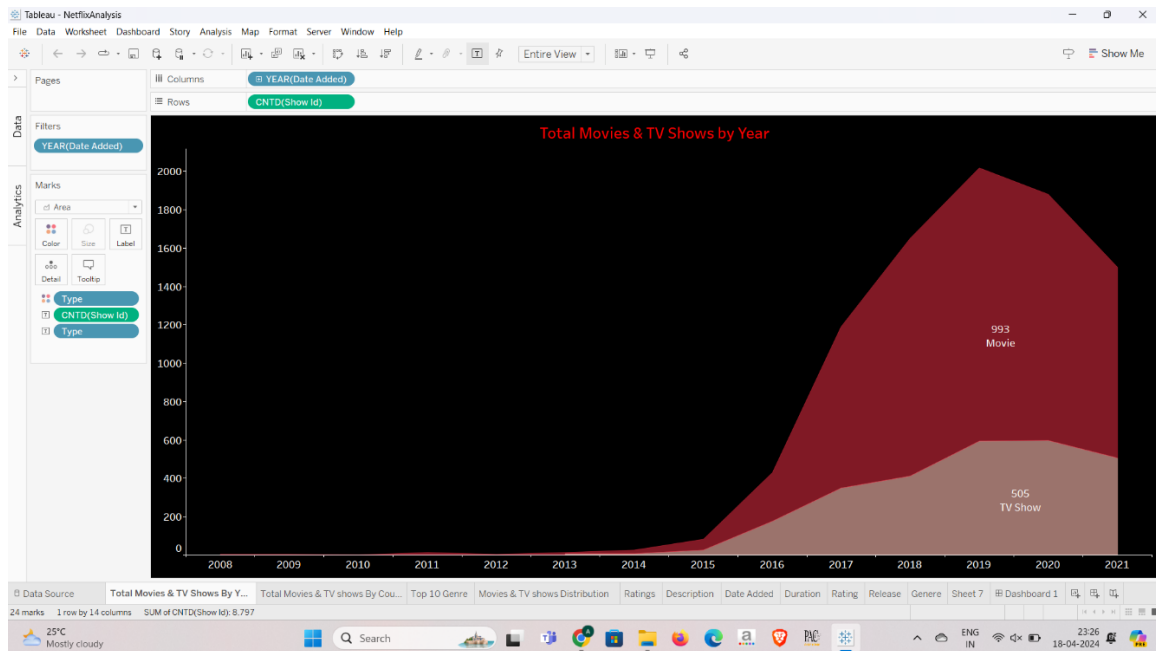 Tableau - NetflixAnalysis
File Data Worksheet Dashboard Story Analysis Map Format Server Window Help
Entire View
Show Me
Pages
Columns
YEAR(Date Added)
Rows
CNTD(Show Id)
Data
Analytics
Filters
YEAR(Date Added)
Marks
Area
Color Size Label
Detail Tooltip
Type
CNTD(Show Id)
Type
Total Movies & TV Shows by Year
2000
1800
1600
1400
1200
1000
800
600
400
200
0
993
Movie
505
TV Show
2008 2009 2010 2011 2012 2013 2014 2015 2016 2017 2018 2019 2020 2021
Data Source Total Movies & TV Shows By Y... Total Movies & TV shows By Cou... Top 10 Genre Movies & TV shows Distribution Ratings Description Date Added Duration Rating Release Genere Sheet 7 Dashboard 1
24 marks 1 row by 14 columns SUM of CNTD(Show Id): 8.797
25°C
Mostly cloudy
Search
ENG
IN
23:26
18-04-2024